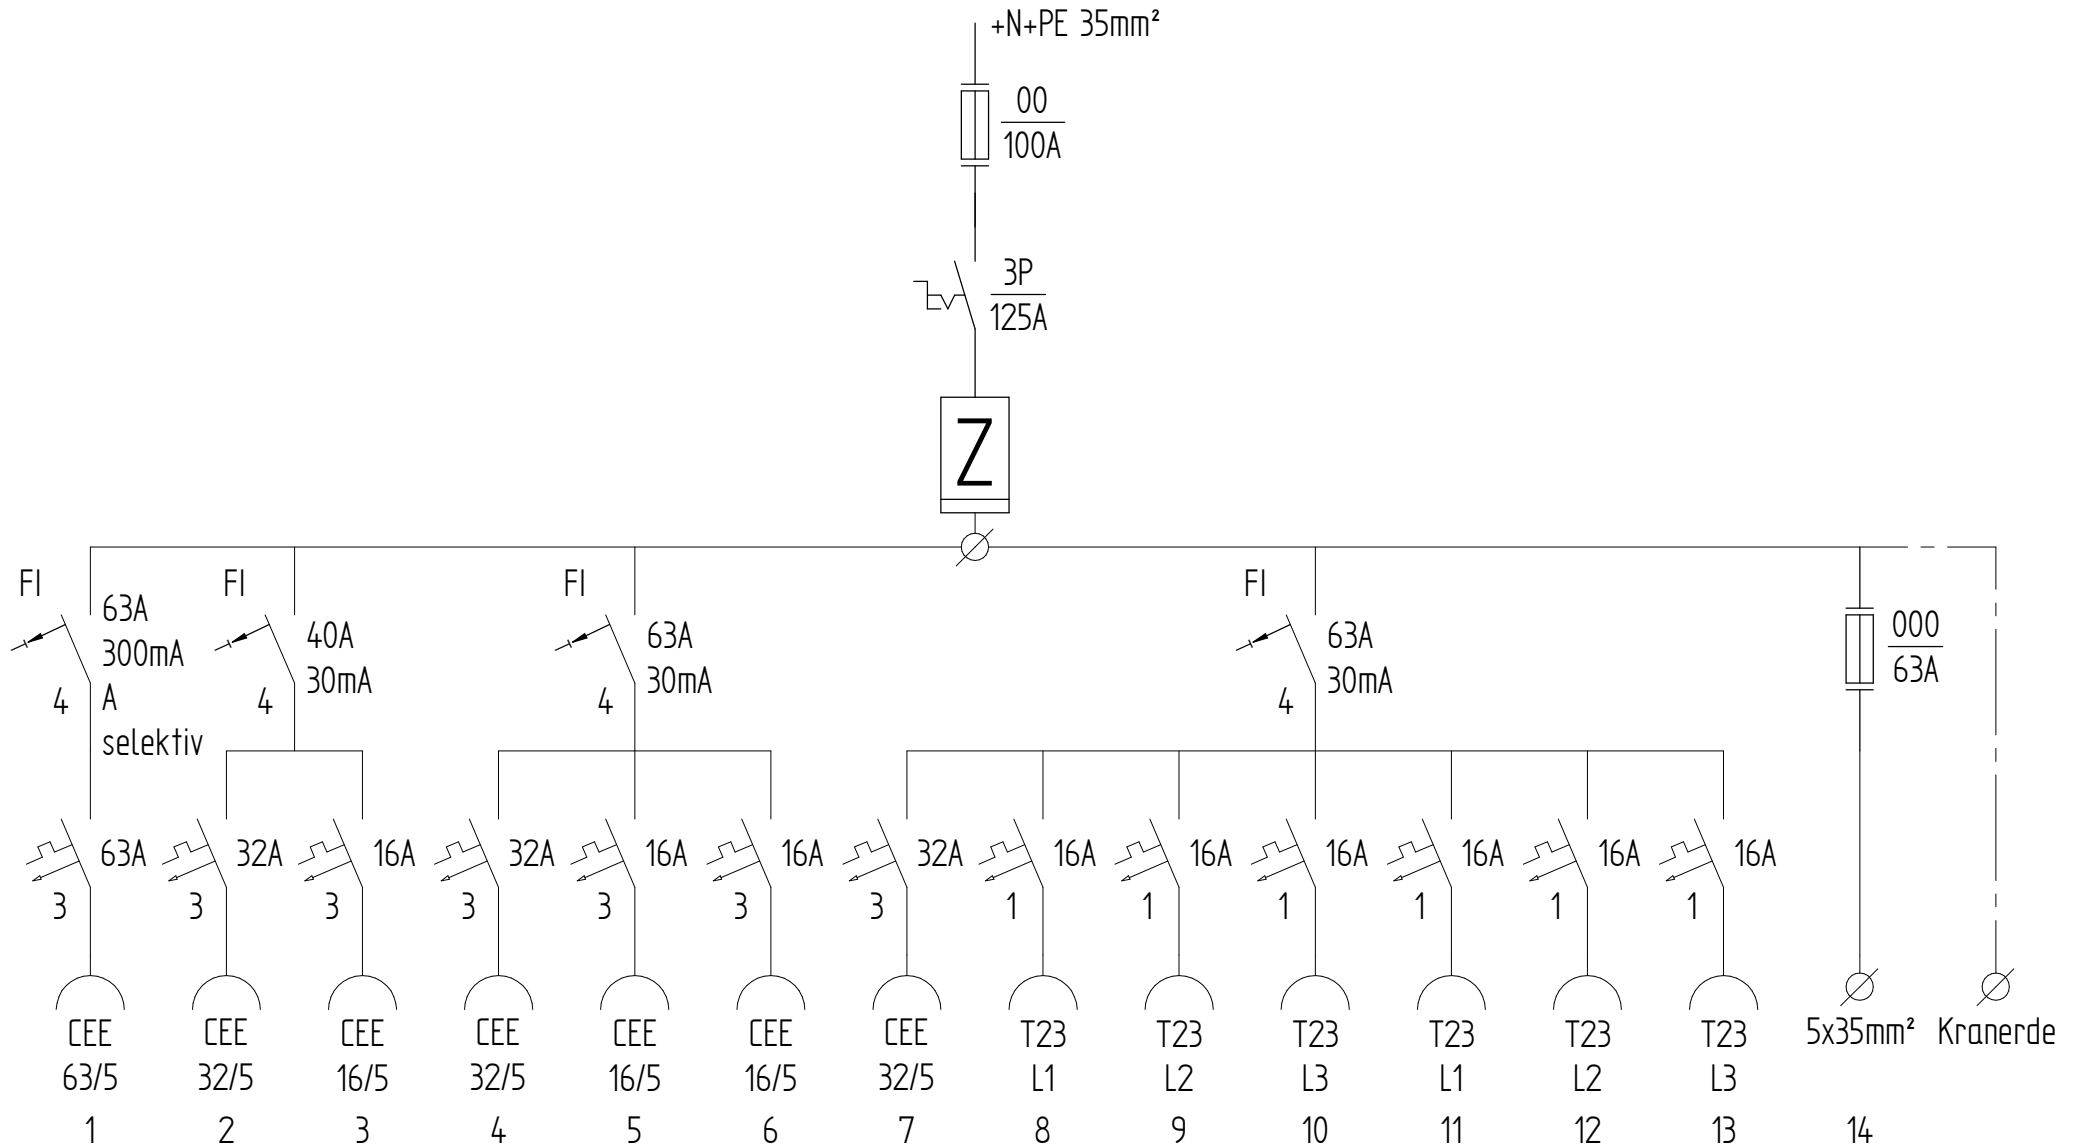 +N+PE 35mm²
00
100A
3P
125A
Z
FI
63A
300mA
4
A
selektiv
FI
40A
30mA
4
FI
63A
30mA
4
FI
63A
30mA
4
000
63A
63A
3
32A
3
16A
3
32A
3
16A
3
16A
3
32A
3
16A
1
16A
1
16A
1
16A
1
16A
1
16A
1
CEE
63/5
1
CEE
32/5
2
CEE
16/5
3
CEE
32/5
4
CEE
16/5
5
CEE
16/5
6
CEE
32/5
7
T23
L1
8
T23
L2
9
T23
L3
10
T23
L1
11
T23
L2
12
T23
L3
13
5x35mm²
14
Kranerde